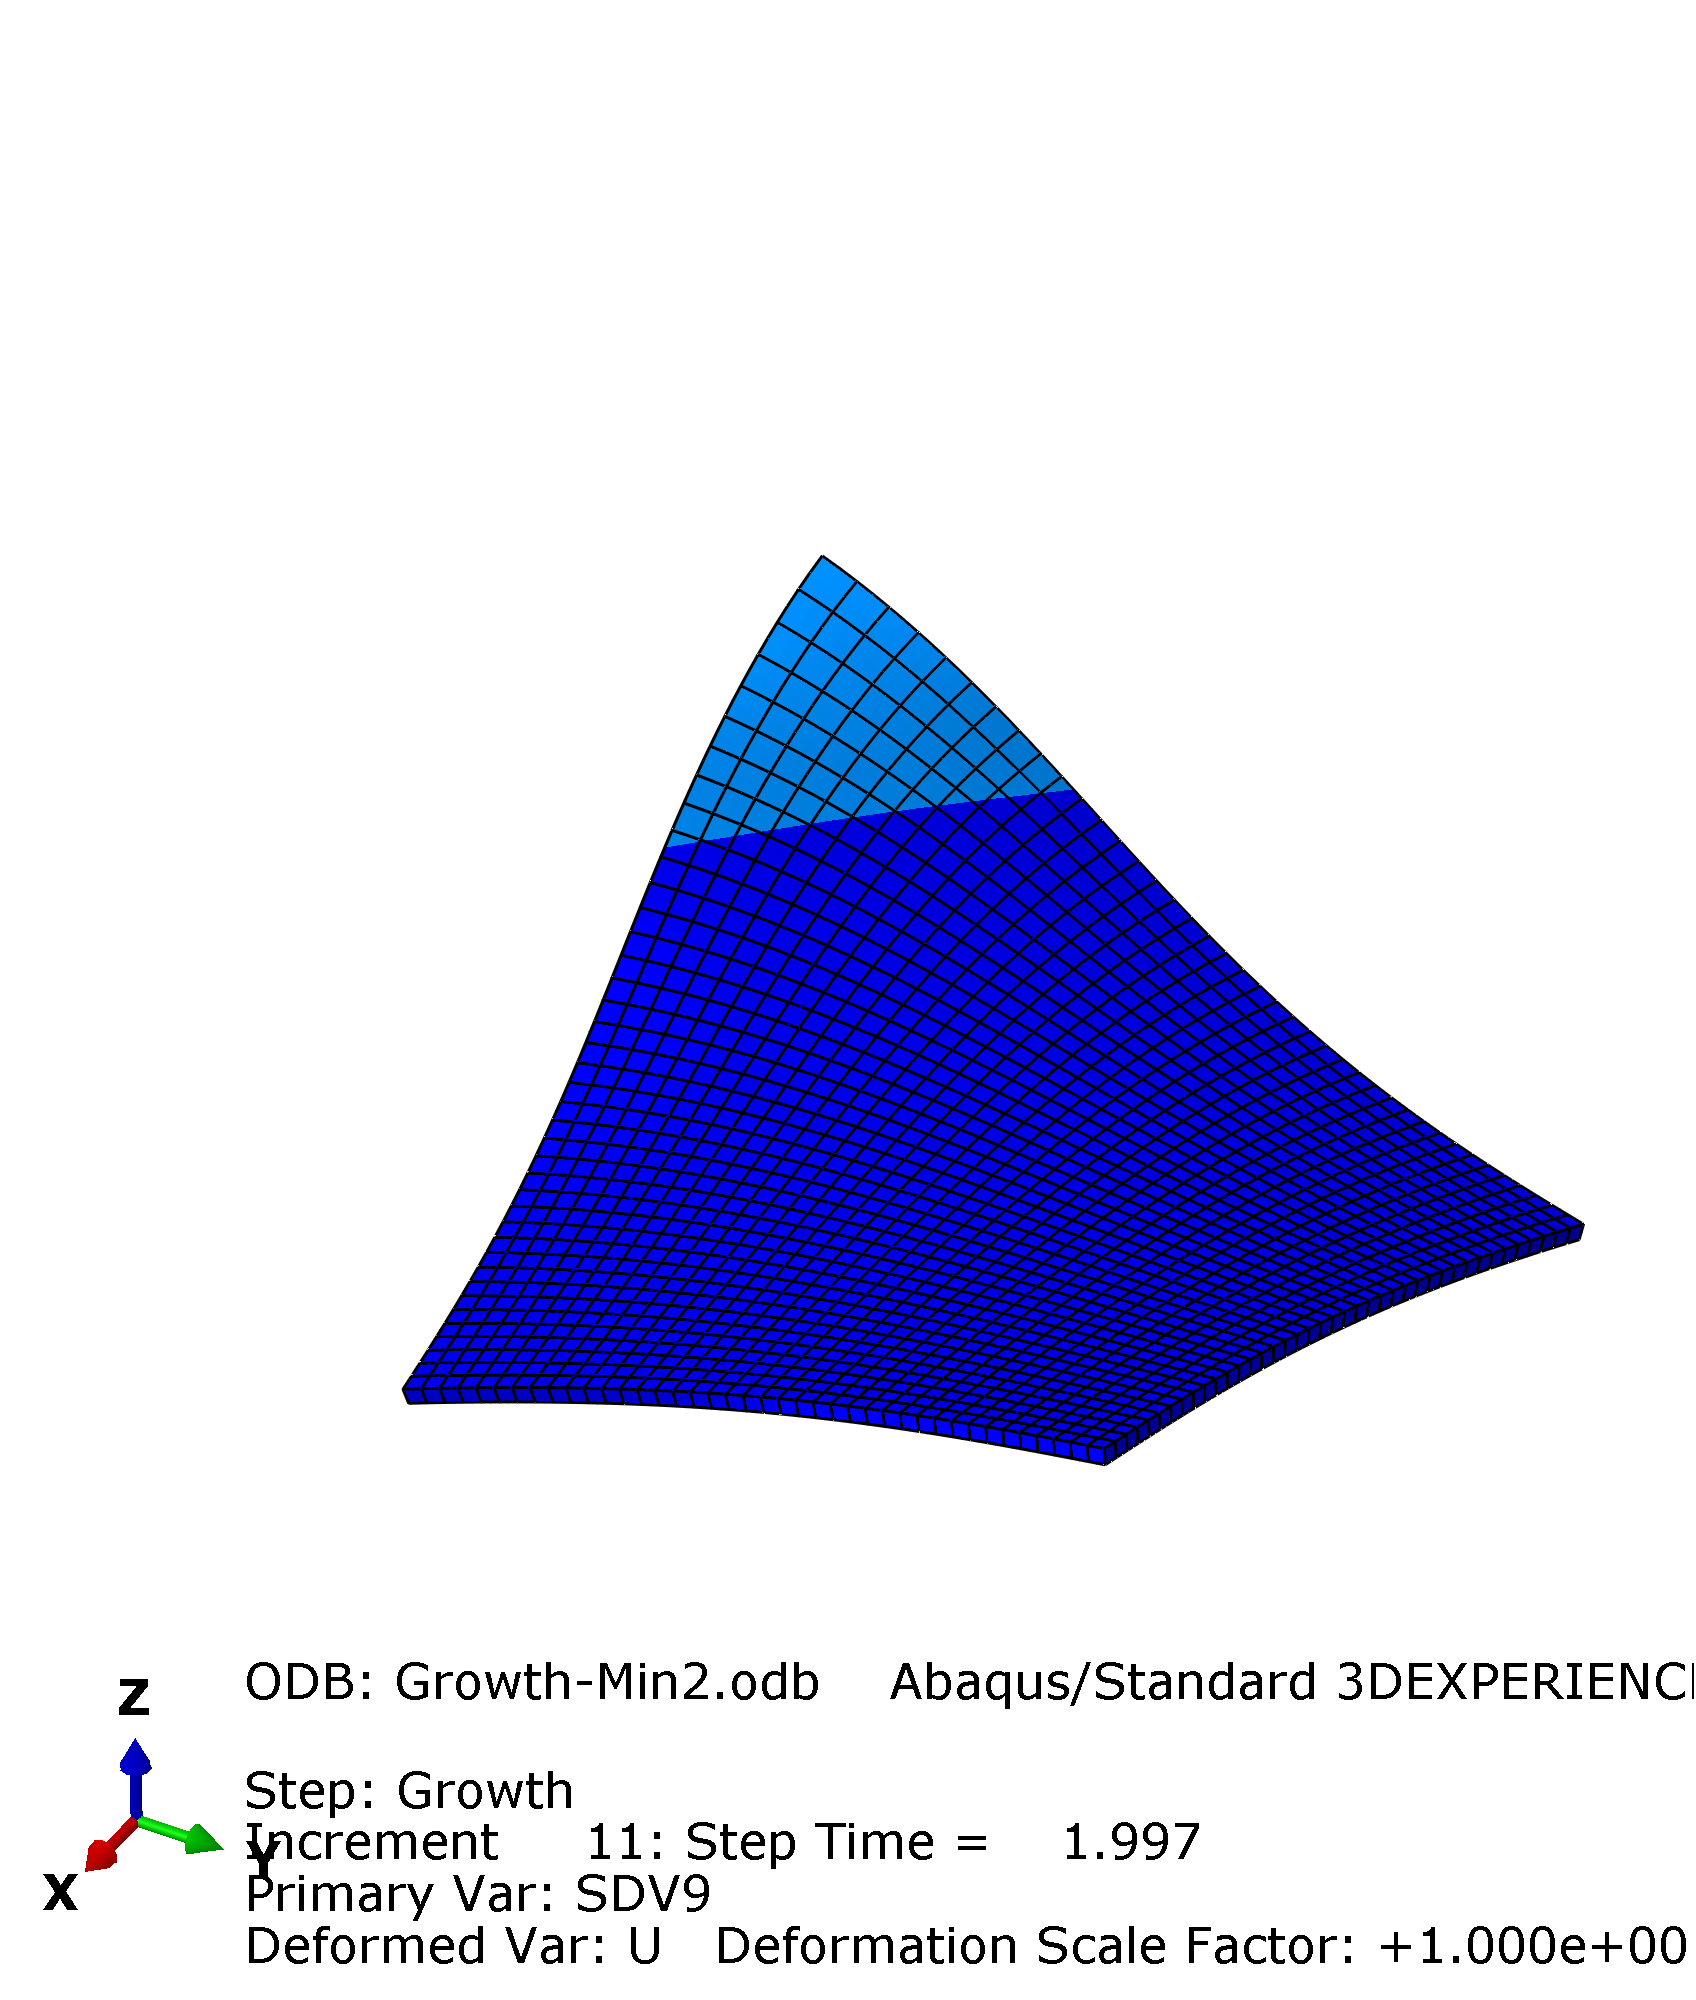 ODB: Growth-Min2.odb    Abaqus/Standard 3DEXPERIENC
Z
Step: Growth
Increment     11: Step Time =    1.997
Y
X
Primary Var: SDV9
Deformed Var: U   Deformation Scale Factor: +1.000e+00